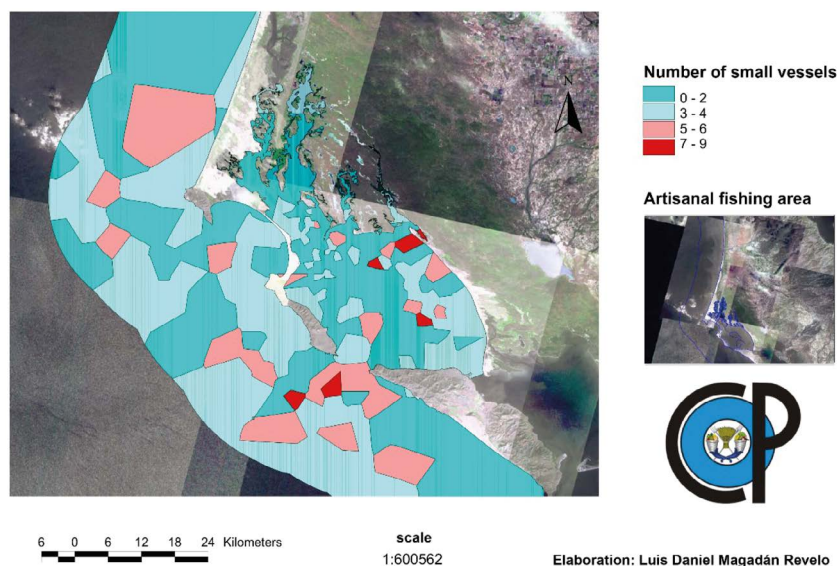 N
Number of small vessels
0 - 2
3 - 4
5 - 6
7 - 9
Artisanal fishing area
CP
6 0 6 12 18 24 Kilometers
scale
1:600562
Elaboration: Luis Daniel Magadán Revelo